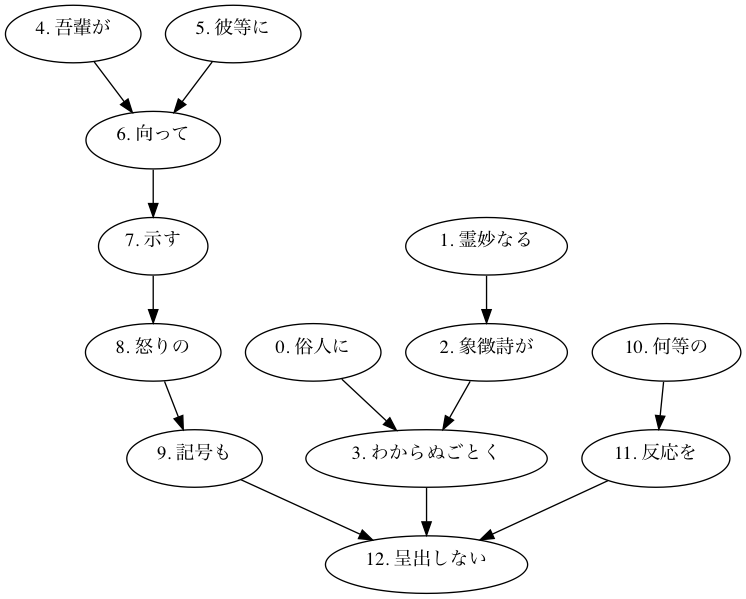 4. 吾輩が
5. 彼等に
6. 向って
7. 示す
1. 霊妙なる
8. 怒りの
0. 俗人に
2. 象徴詩が
10. 何等の
9. 記号も
3. わからぬごとく
11. 反応を
12. 呈出しない